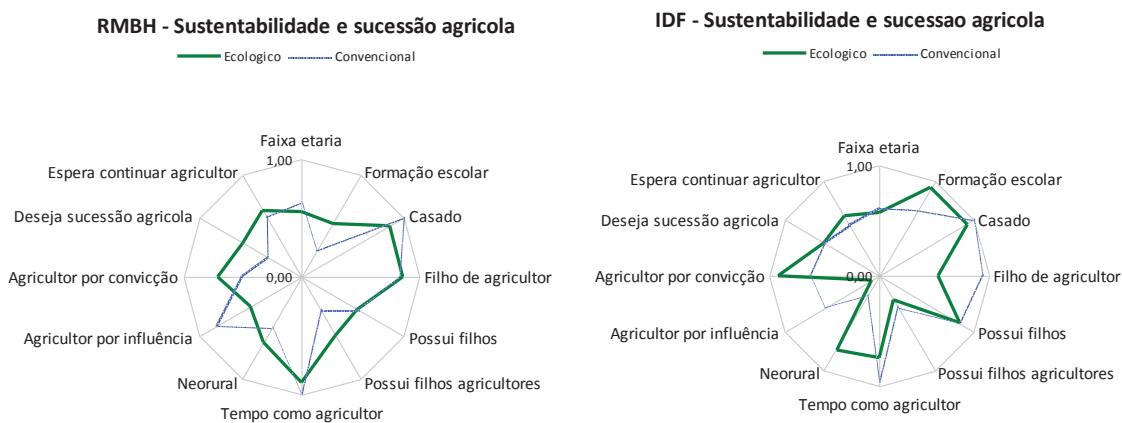 RMBH - Sustentabilidade e sucessão agricola
Ecologico
Convencional
Faixa etaria
1,00
Espera continuar agricultor
Formação escolar
Deseja sucessão agricola
Casado
Agricultor por convicção
0,00
Filho de agricultor
Agricultor por influência
Possui filhos
Neorural
Possui filhos agricultores
Tempo como agricultor
IDF - Sustentabilidade e sucessao agricola
Ecologico
Convencional
Faixa etaria
1,00
Espera continuar agricultor
Formação escolar
Deseja sucessão agricola
Casado
Agricultor por convicção
0,00
Filho de agricultor
Agricultor por influência
Possui filhos
Neorural
Possui filhos agricultores
Tempo como agricultor